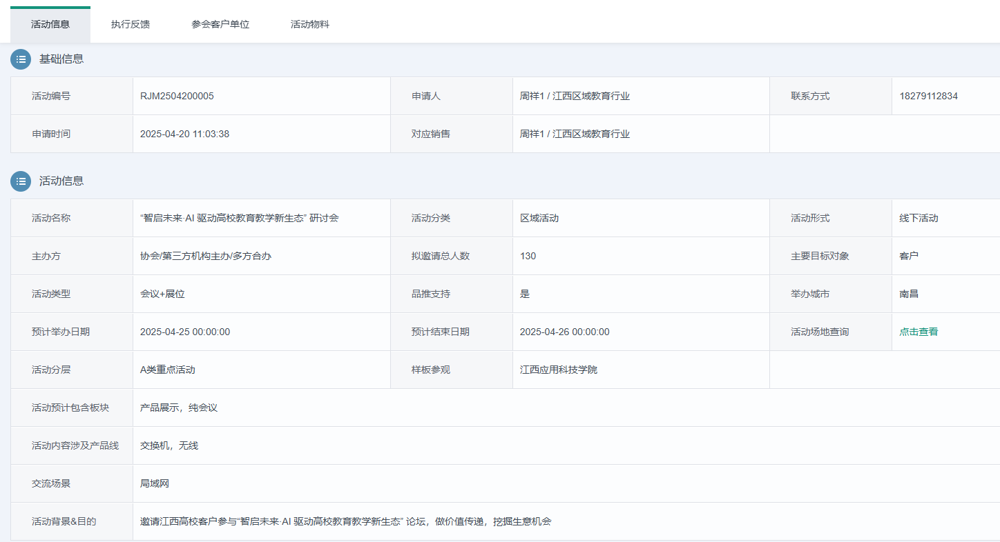 活动信息 执行反馈 参会客户单位 活动物料
基础信息
活动编号 RJM2504200005 申请人 周祥1 / 江西区域教育行业 联系方式 18279112834
申请时间 2025-04-20 11:03:38 对应销售 周祥1 / 江西区域教育行业
活动信息
活动名称 “智启未来·AI 驱动高校教育教学新生态” 研讨会 活动分类 区域活动 活动形式 线下活动
主办方 协会/第三方机构主办/多方合办 拟邀请总人数 130 主要目标对象 客户
活动类型 会议+展位 品推支持 是 举办城市 南昌
预计举办日期 2025-04-25 00:00:00 预计结束日期 2025-04-26 00:00:00 活动场地查询 点击查看
活动分层 A类重点活动 样板参观 江西应用科技学院
活动预计包含板块 产品展示，纯会议
活动内容涉及产品线 交换机，无线
交流场景 局域网
活动背景&目的 邀请江西高校客户参与“智启未来·AI 驱动高校教育教学新生态” 论坛，做价值传递，挖掘生意机会